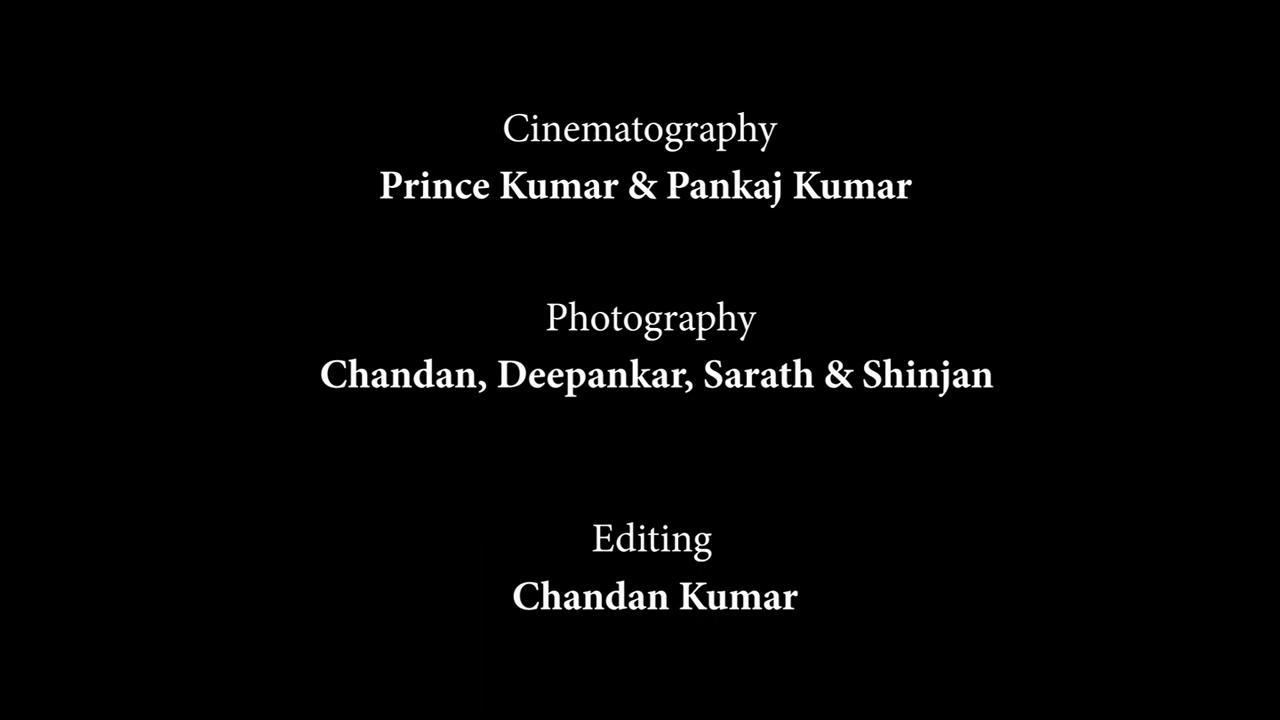 Cinematography
Prince Kumar & Pankaj Kumar
Photography
Chandan, Deepankar, Sarath & Shinjan
Editing
Chandan Kumar